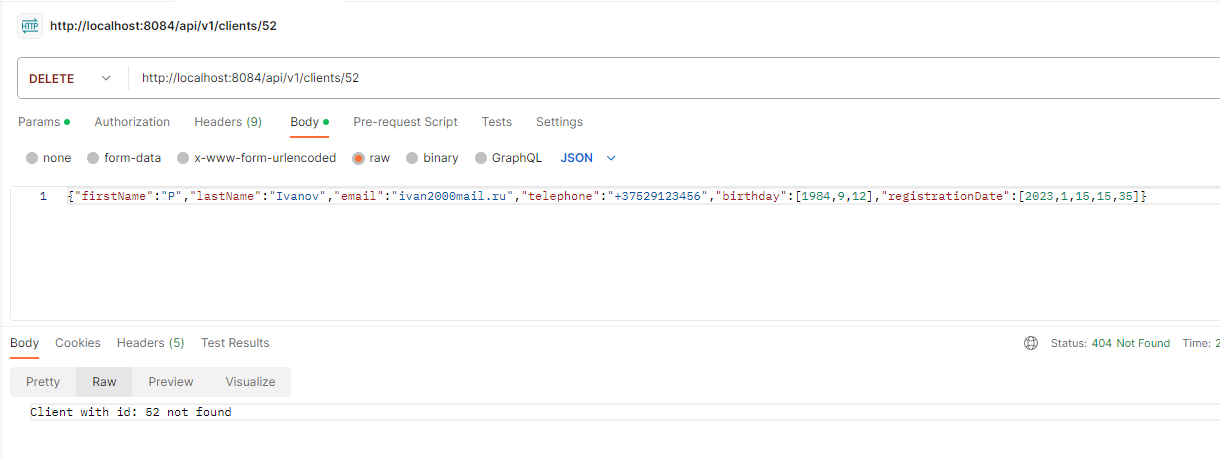 HTTP http://localhost:8084/api/v1/clients/52
DELETE http://localhost:8084/api/v1/clients/52
Params Authorization Headers (9) Body Pre-request Script Tests Settings
none form-data x-www-form-urlencoded raw binary GraphQL JSON
1 {"firstName":"P","lastName":"Ivanov","email":"ivan2000mail.ru","telephone":"+37529123456","birthday":[1984,9,12],"registrationDate":[2023,1,15,15,35]}
Body Cookies Headers (5) Test Results Status: 404 Not Found Time: 2
Pretty Raw Preview Visualize
Client with id: 52 not found